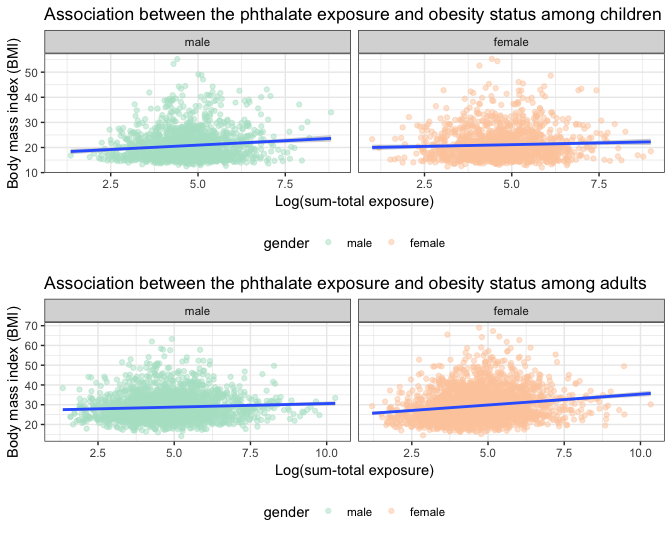 Association between the phthalate exposure and obesity status among children
male
female
Body mass index (BMI)
50
40
30
20
10
2.5
5.0
7.5
2.5
5.0
7.5
Log(sum-total exposure)
gender
male
female
Association between the phthalate exposure and obesity status among adults
male
female
Body mass index (BMI)
70
60
50
40
30
20
2.5
5.0
7.5
10.0
2.5
5.0
7.5
10.0
Log(sum-total exposure)
gender
male
female